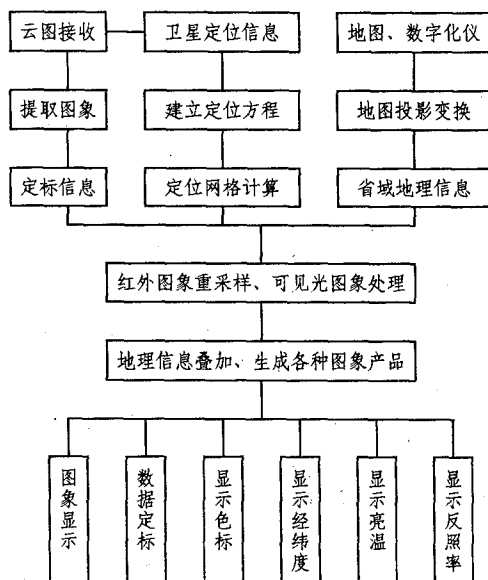 云图接收
卫星定位信息
地图、数字化仪
提取图象
建立定位方程
地图投影变换
定标信息
定位网格计算
省域地理信息
红外图象重采样、可见光图象处理
地理信息叠加、生成各种图象产品
图象显示
数据定标
显示色标
显示经纬度
显示亮温
显示反照率